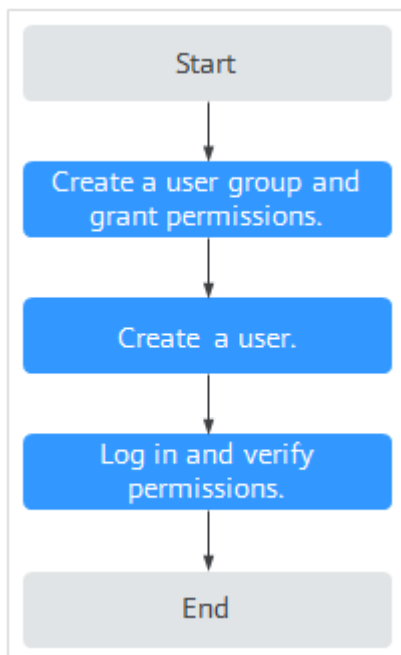 Start
Create a user group and
grant permissions.
Create a user.
Log in and verify
permissions.
End